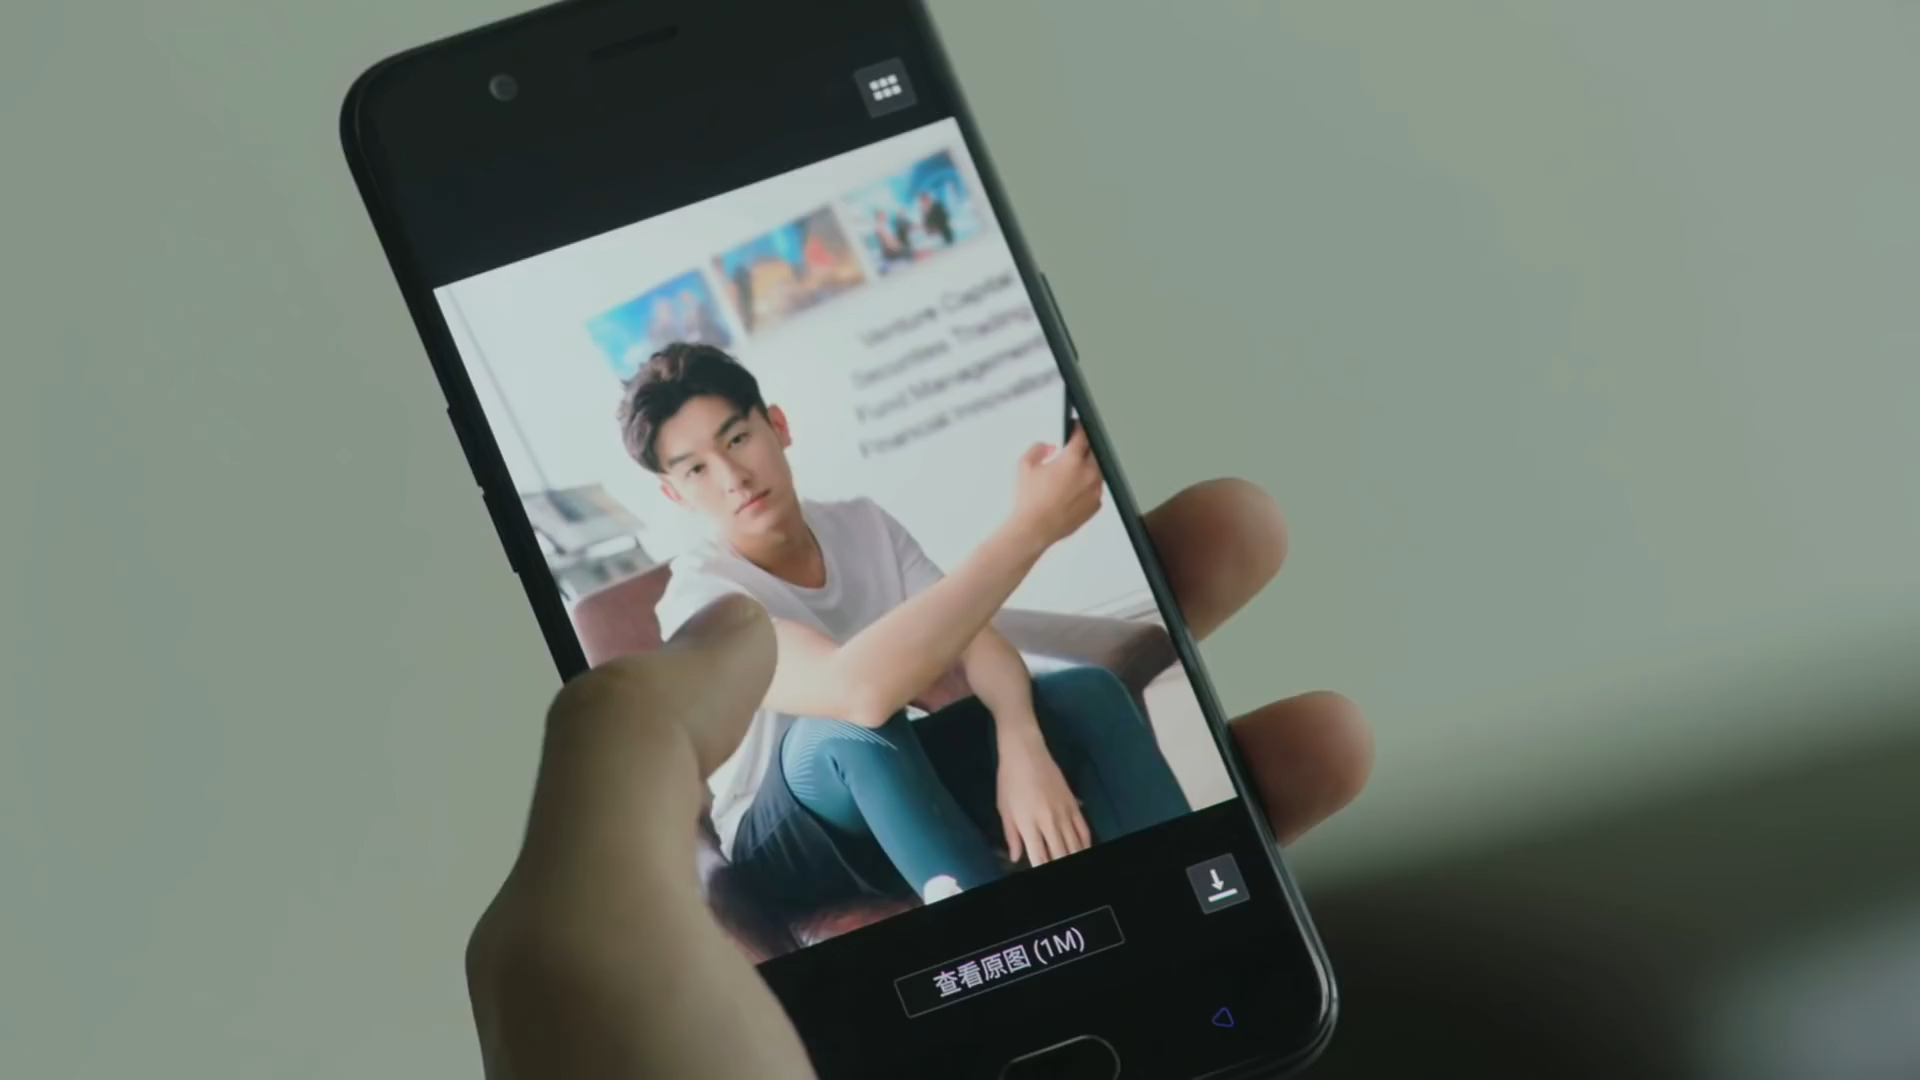 Venture Capital
Securities Trading
Fund Management
Financial Innovation
查看原图 (1M)